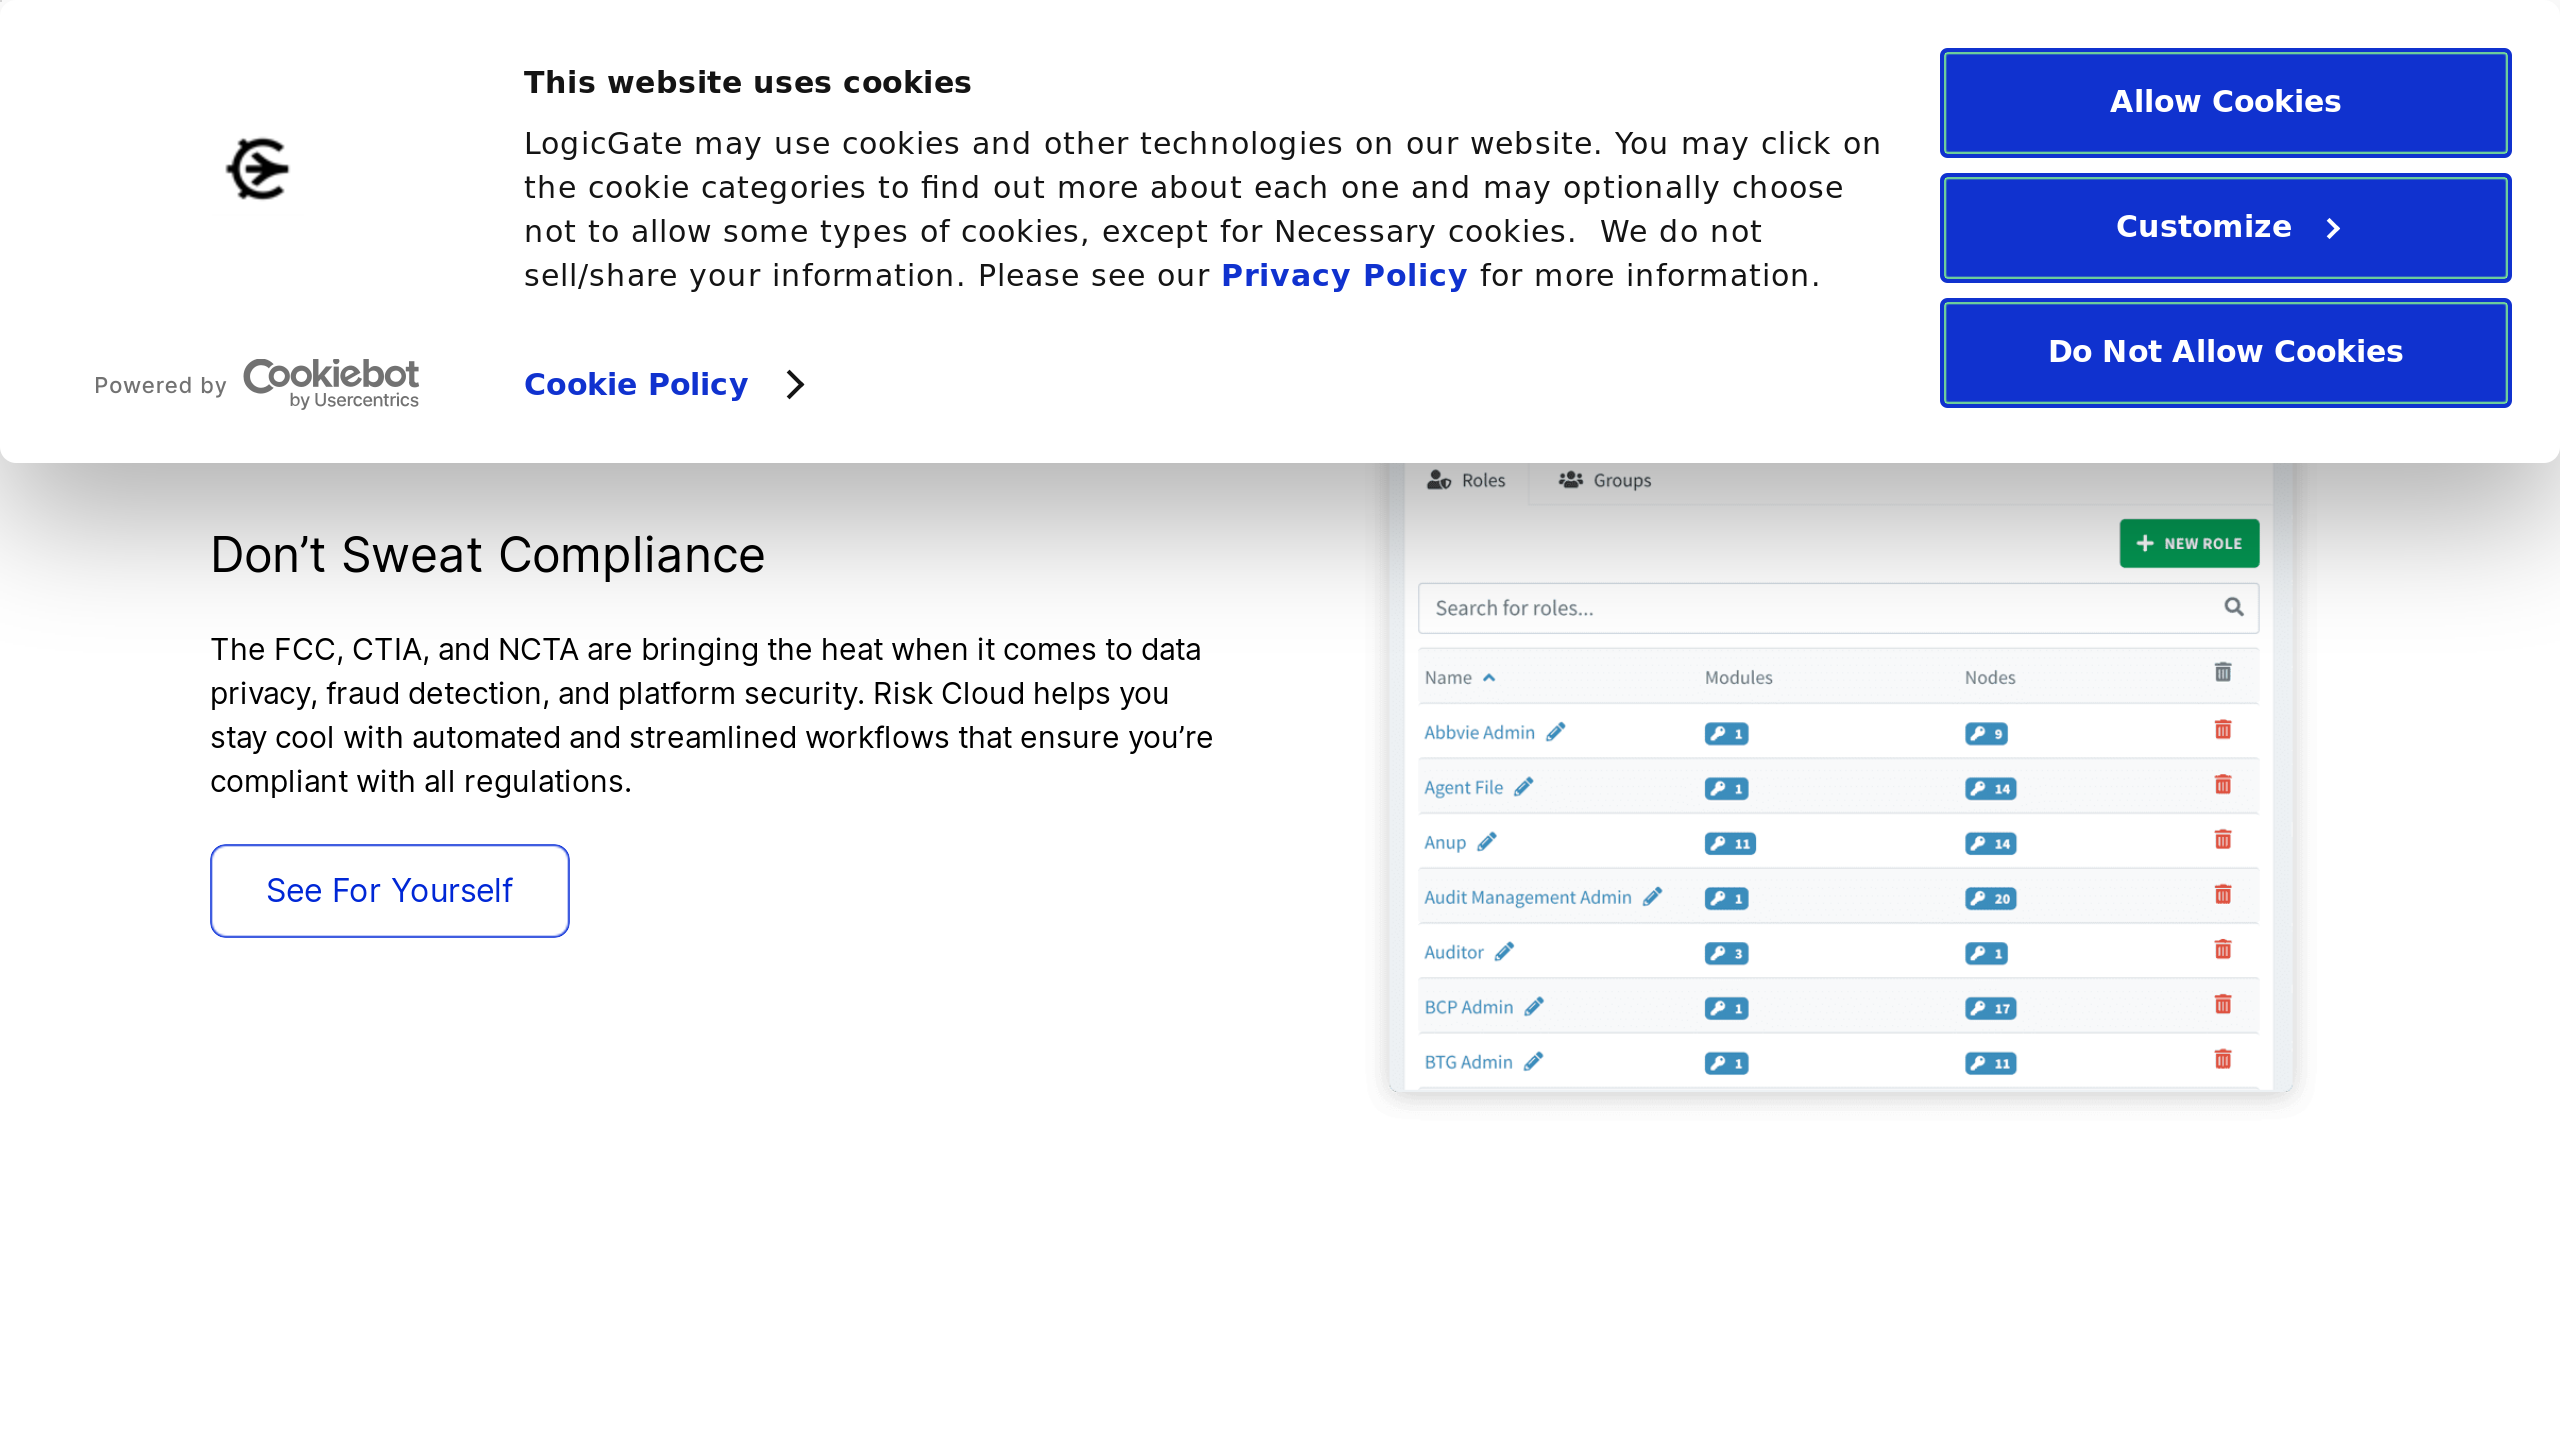 This website uses cookies
LogicGate may use cookies and other technologies on our website. You may click on
the cookie categories to find out more about each one and may optionally choose
not to allow some types of cookies, except for Necessary cookies.  We do not
sell/share your information. Please see our Privacy Policy for more information.
Powered by Cookiebot
by Usercentrics
Cookie Policy
Allow Cookies
Customize
Do Not Allow Cookies
Don’t Sweat Compliance
The FCC, CTIA, and NCTA are bringing the heat when it comes to data
privacy, fraud detection, and platform security. Risk Cloud helps you
stay cool with automated and streamlined workflows that ensure you’re
compliant with all regulations.
See For Yourself
Roles Groups
NEW ROLE
Search for roles...
Name Modules Nodes
Abbvie Admin 1 9
Agent File 1 14
Anup 11 14
Audit Management Admin 1 20
Auditor 3 1
BCP Admin 1 17
BTG Admin 1 11